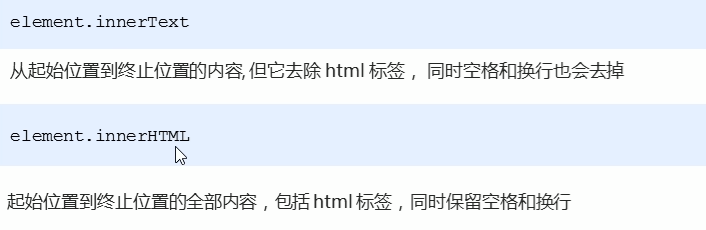 element.innerText
从起始位置到终止位置的内容, 但它去除 html 标签， 同时空格和换行也会去掉
element.innerHTML
起始位置到终止位置的全部内容，包括 html 标签，同时保留空格和换行